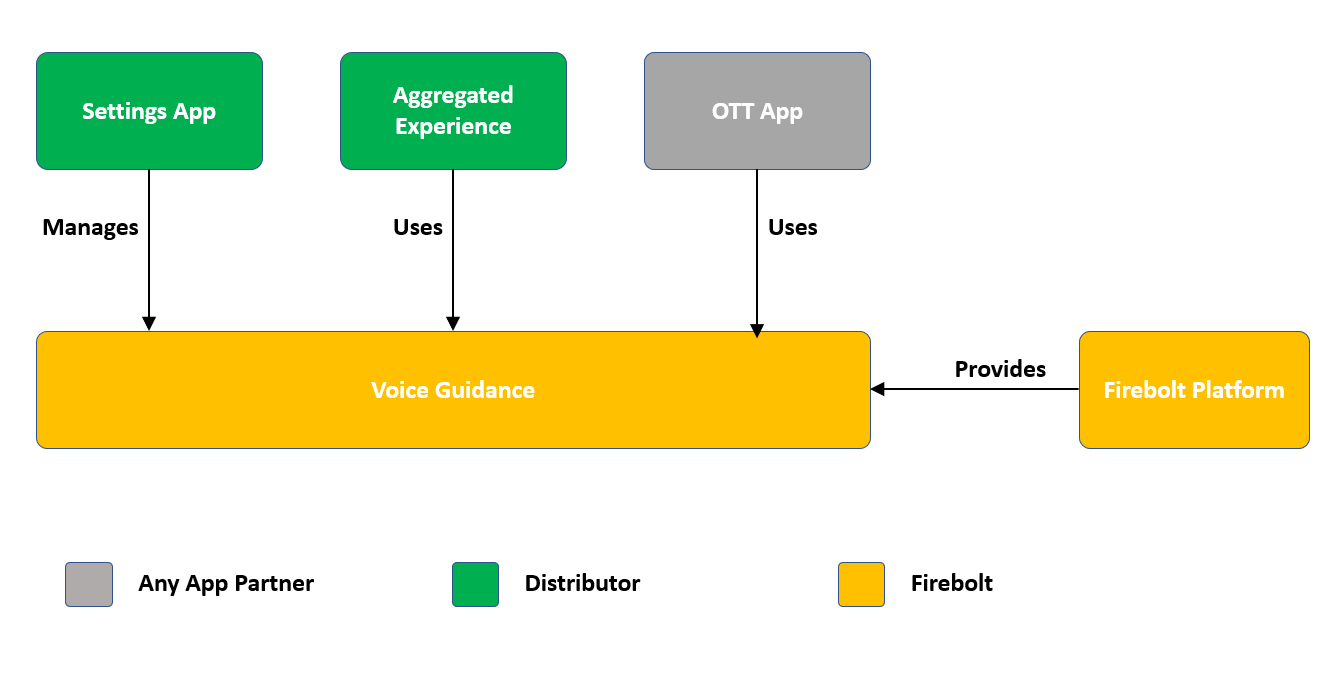 Settings App
Aggregated
Experience
OTT App
Manages
Uses
Uses
Voice Guidance
Provides
Firebolt Platform
Any App Partner
Distributor
Firebolt